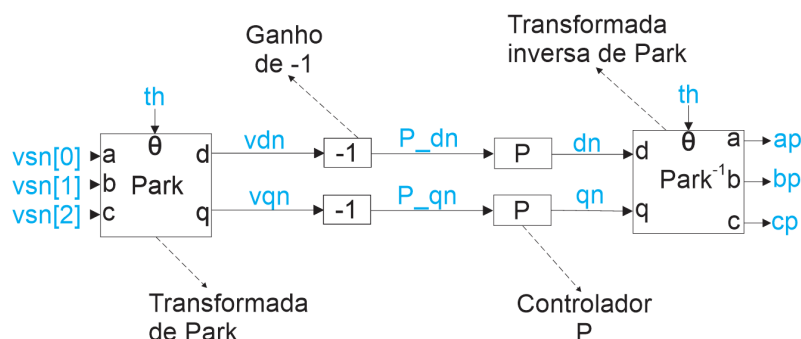 Ganho
de -1
Transformada
inversa de Park
th
th
vsn[0]
vsn[1]
vsn[2]
a
b
c
θ
Park
d
q
vdn
vqn
-1
-1
P_dn
P_qn
P
P
dn
qn
d
q
θ
Park-1
a
b
c
ap
bp
cp
Transformada
de Park
Controlador
P